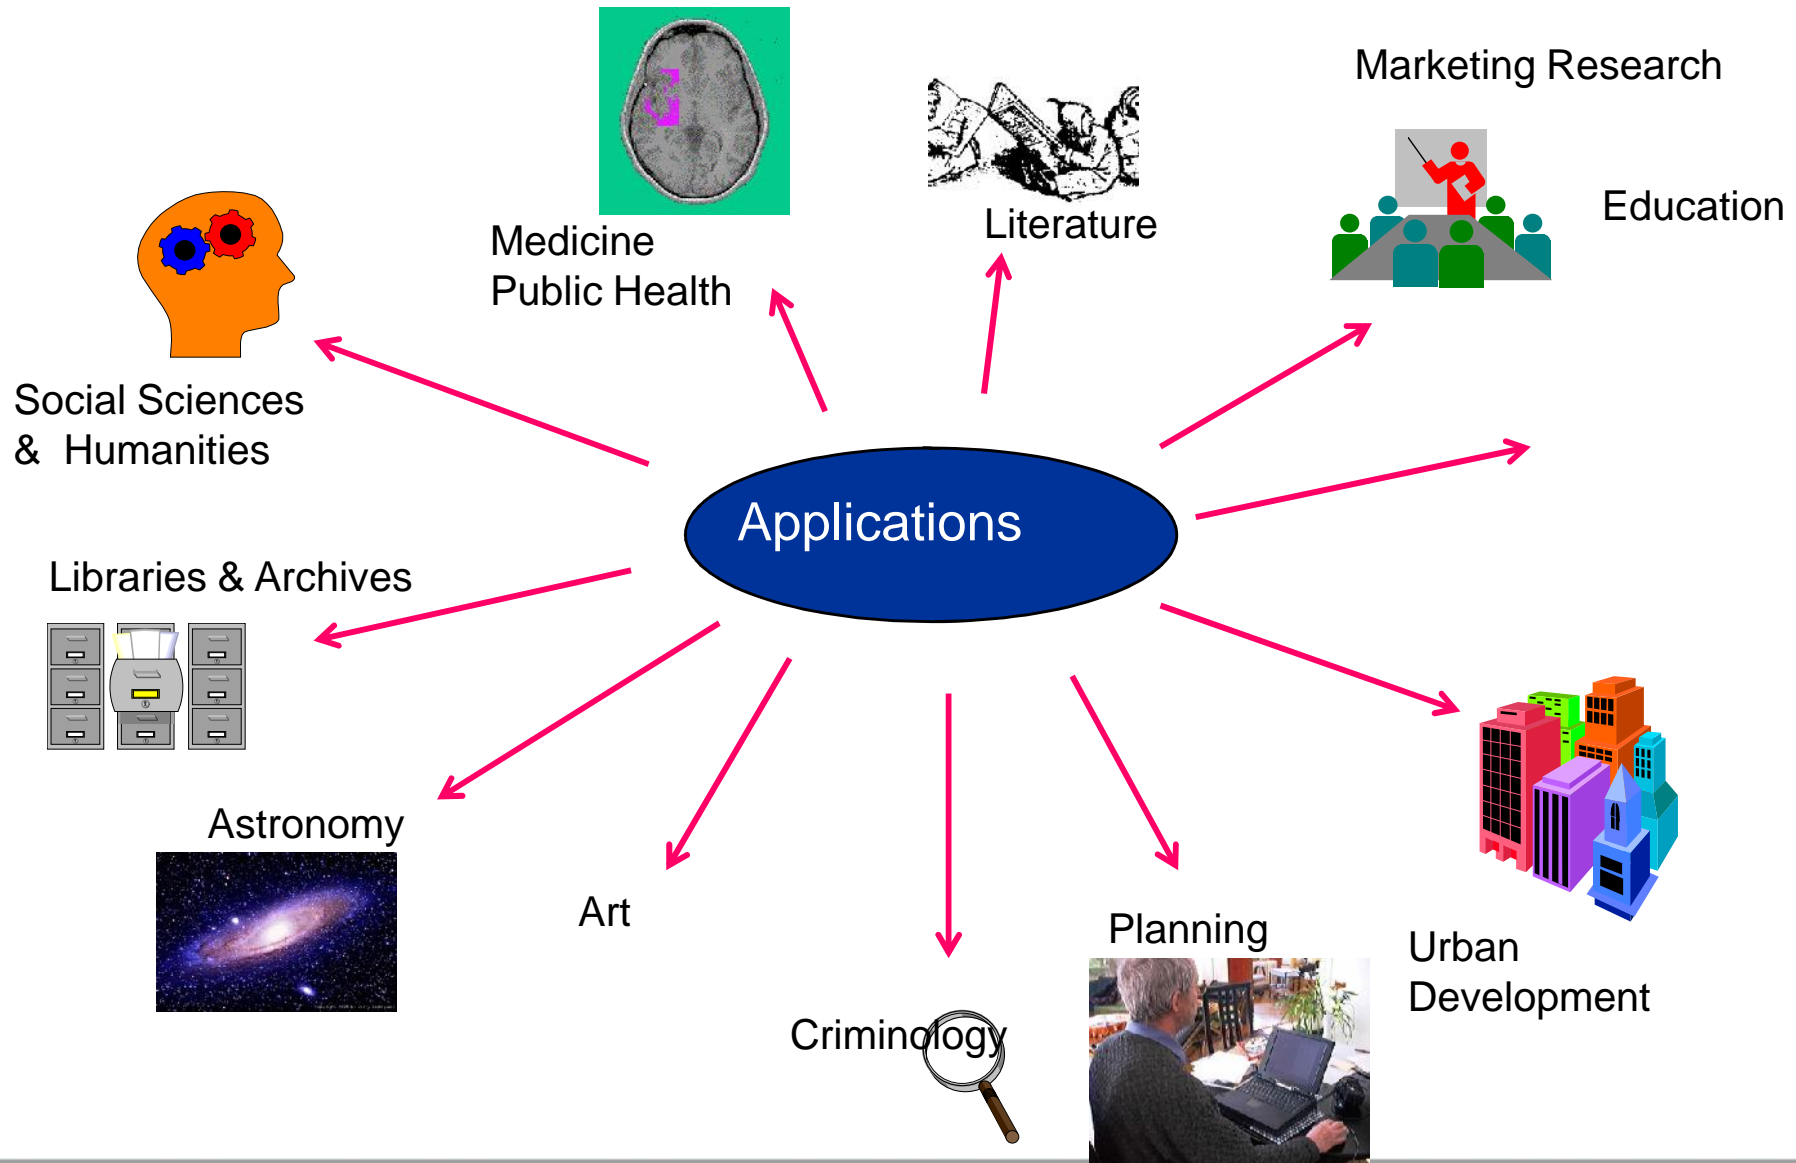 Marketing Research
Education
Literature
Medicine
Public Health
Social Sciences
& Humanities
Applications
Libraries & Archives
Astronomy
Art
Planning
Urban
Development
Criminology